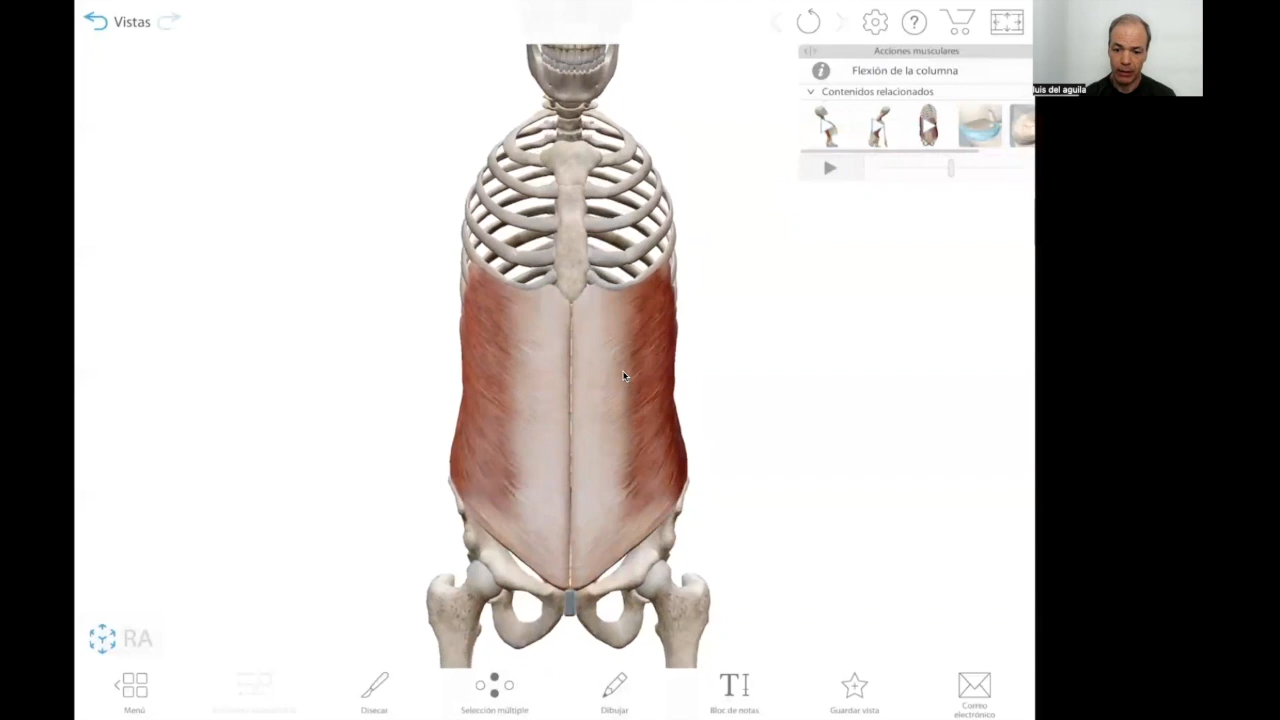 Vistas
Acciones musculares
Flexión de la columna
Contenidos relacionados
luis del aguila
RA
Menú
Disecar
Selección múltiple
Dibujar
Bloc de notas
Guardar vista
Correo
electrónico